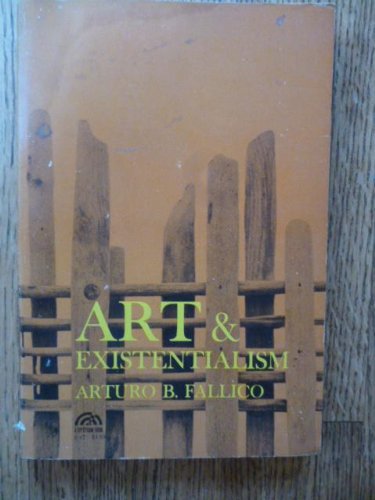 ART &
EXISTENTIALISM
ARTURO B. FALLICO